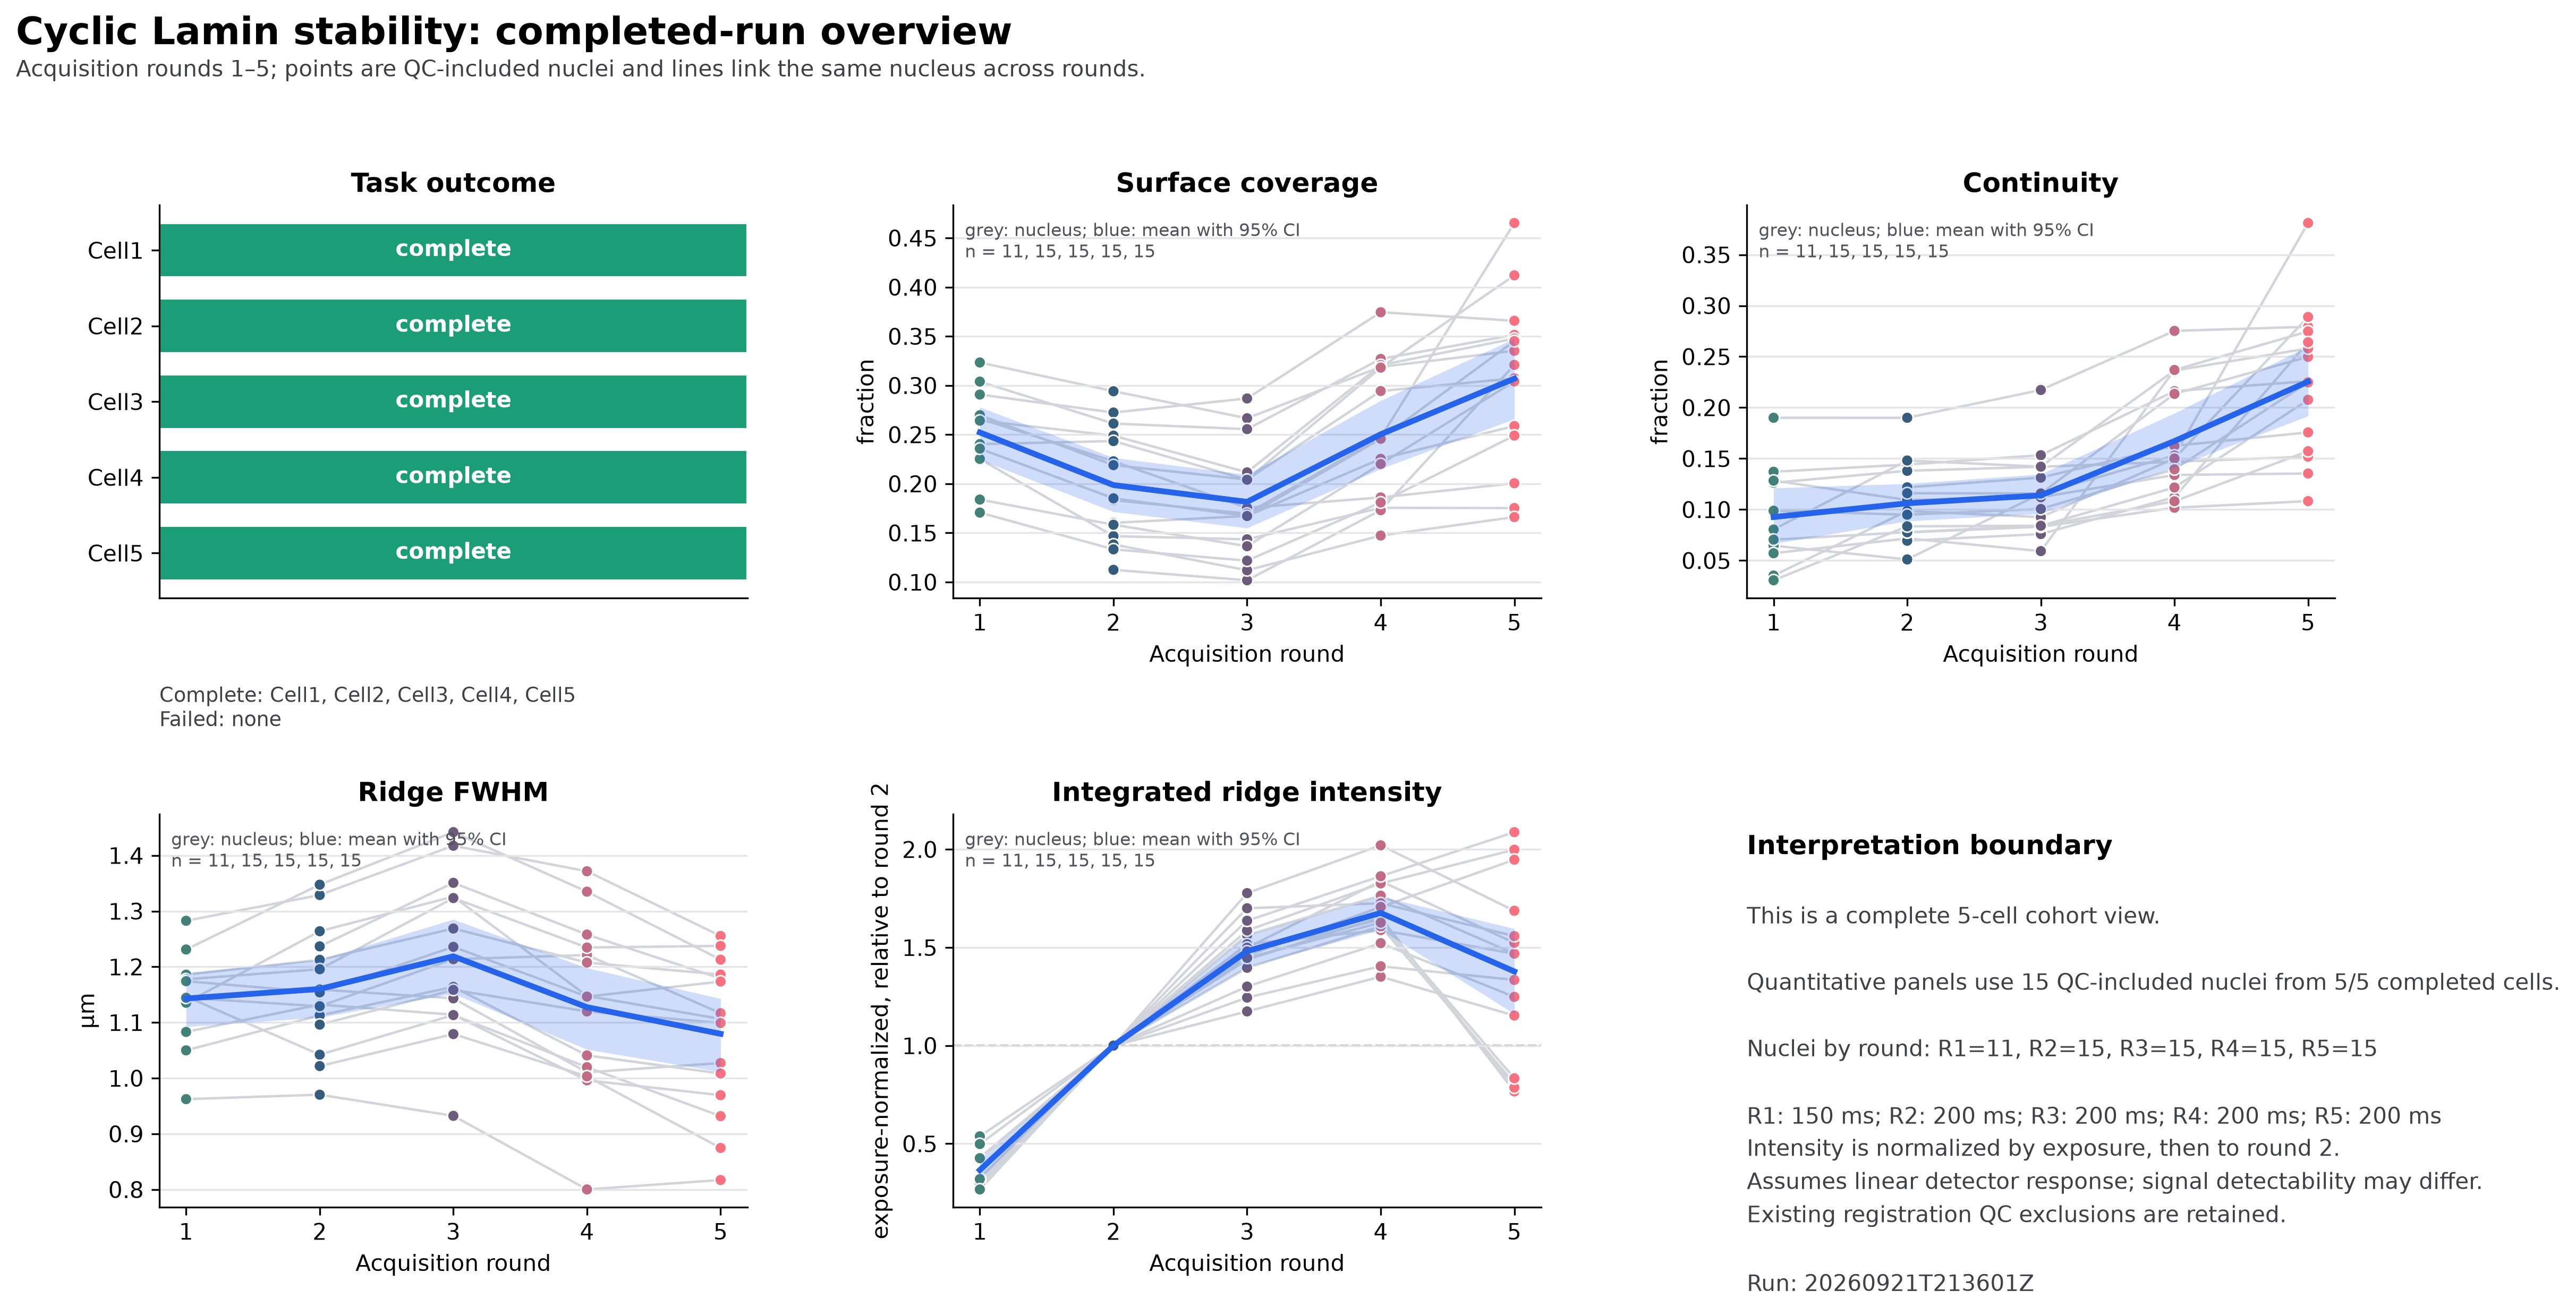 Cyclic Lamin stability: completed-run overview
Acquisition rounds 1–5; points are QC-included nuclei and lines link the same nucleus across rounds.
Task outcome
Cell1
complete
Cell2
complete
Cell3
complete
Cell4
complete
Cell5
complete
Complete: Cell1, Cell2, Cell3, Cell4, Cell5
Failed: none
Surface coverage
grey: nucleus; blue: mean with 95% CI
n = 11, 15, 15, 15, 15
fraction
0.45
0.40
0.35
0.30
0.25
0.20
0.15
0.10
1 2 3 4 5
Acquisition round
Continuity
grey: nucleus; blue: mean with 95% CI
n = 11, 15, 15, 15, 15
fraction
0.35
0.30
0.25
0.20
0.15
0.10
0.05
1 2 3 4 5
Acquisition round
Ridge FWHM
grey: nucleus; blue: mean with 95% CI
n = 11, 15, 15, 15, 15
µm
1.4
1.3
1.2
1.1
1.0
0.9
0.8
1 2 3 4 5
Acquisition round
Integrated ridge intensity
grey: nucleus; blue: mean with 95% CI
n = 11, 15, 15, 15, 15
exposure-normalized, relative to round 2
2.0
1.5
1.0
0.5
1 2 3 4 5
Acquisition round
Interpretation boundary
This is a complete 5-cell cohort view.
Quantitative panels use 15 QC-included nuclei from 5/5 completed cells.
Nuclei by round: R1=11, R2=15, R3=15, R4=15, R5=15
R1: 150 ms; R2: 200 ms; R3: 200 ms; R4: 200 ms; R5: 200 ms
Intensity is normalized by exposure, then to round 2.
Assumes linear detector response; signal detectability may differ.
Existing registration QC exclusions are retained.
Run: 20260921T213601Z